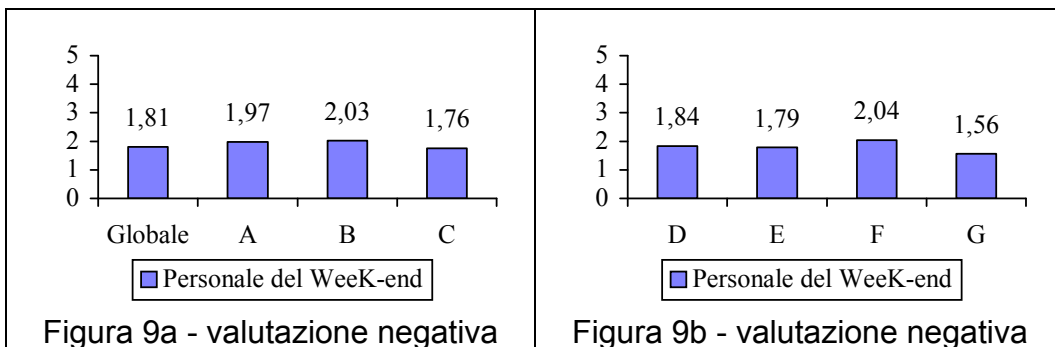 5
4
3
2
1
0
1,81
1,97
2,03
1,76
Globale
A
B
C
Personale del WeeK-end
Figura 9a - valutazione negativa
5
4
3
2
1
0
1,84
1,79
2,04
1,56
D
E
F
G
Personale del WeeK-end
Figura 9b - valutazione negativa